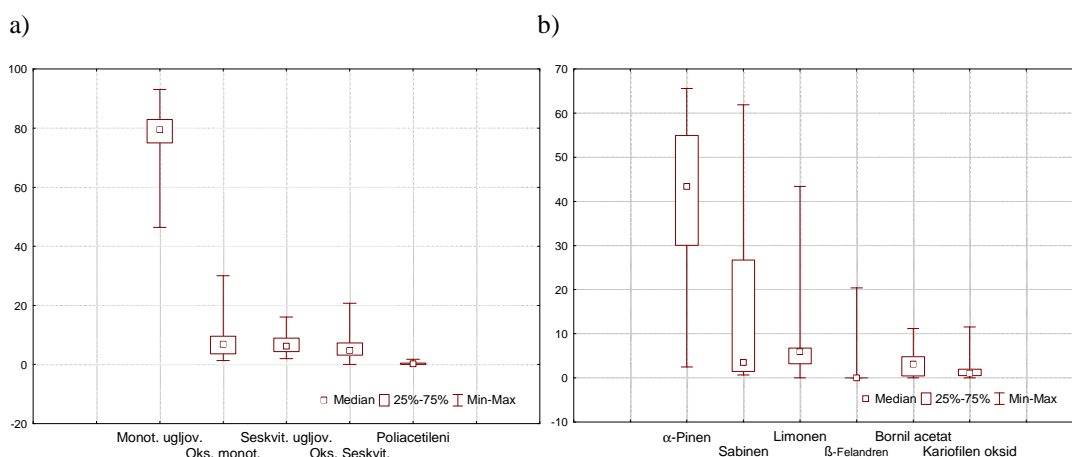 a)
100
80
60
40
20
0
-20
Median 25%-75% Min-Max
Monot. ugljov. Seskvit. ugljov. Poliacetileni
Oks. monot. Oks. Seskvit.
b)
70
60
50
40
30
20
10
0
-10
Median 25%-75% Min-Max
α-Pinen Limonen Bornil acetat
Sabinen ß-Felandren Kariofilen oksid